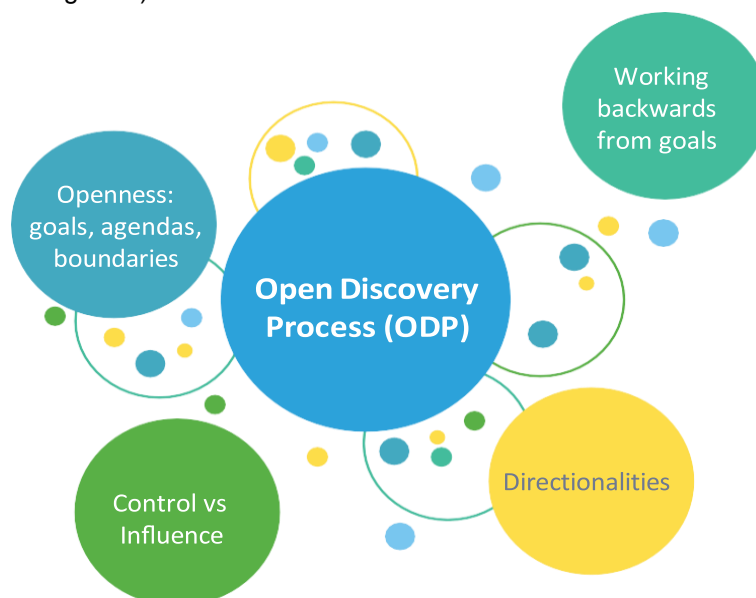 Working
backwards
from goals
Openness:
goals, agendas,
boundaries
Open Discovery
Process (ODP)
Directionalities
Control vs
Influence